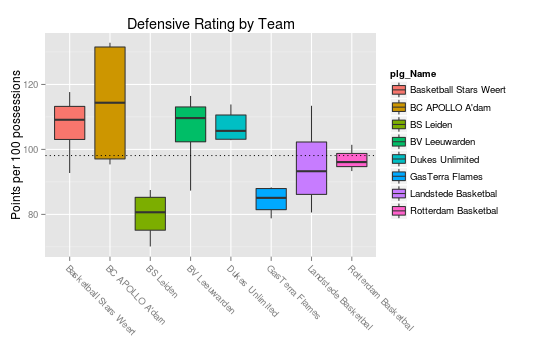 Defensive Rating by Team
Points per 100 possessions
120
100
80
Basketball Stars Weert
BC APOLLO A'dam
BS Leiden
BV Leeuwarden
Dukes Unlimited
GasTerra Flames
Landstede Basketbal
Rotterdam Basketbal
plg_Name
Basketball Stars Weert
BC APOLLO A'dam
BS Leiden
BV Leeuwarden
Dukes Unlimited
GasTerra Flames
Landstede Basketbal
Rotterdam Basketbal